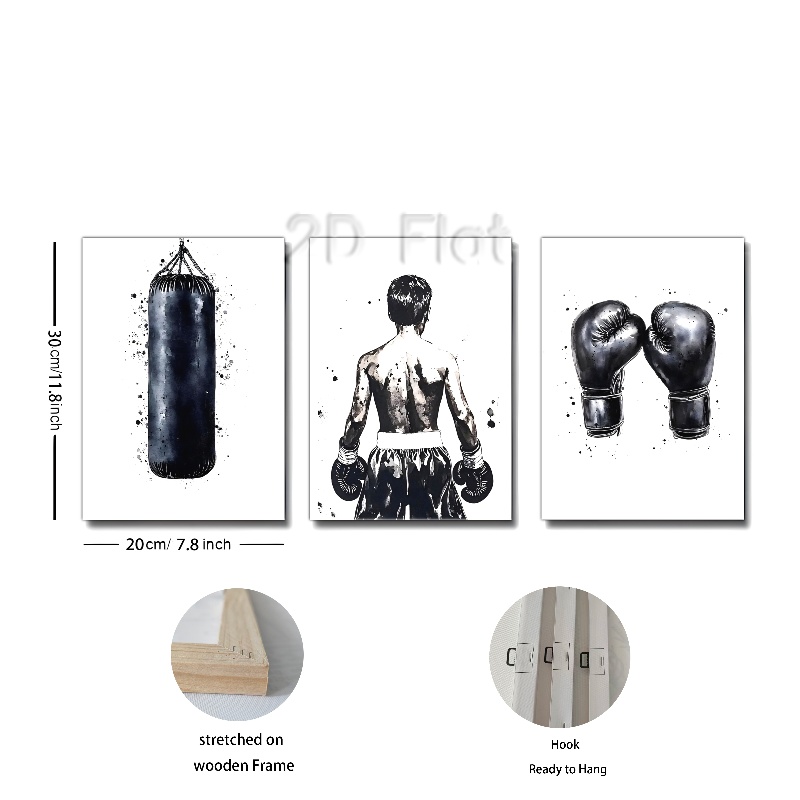 2D Flat
30cm/11.8inch
20cm/ 7.8 inch
stretched on
wooden Frame
Hook
Ready to Hang